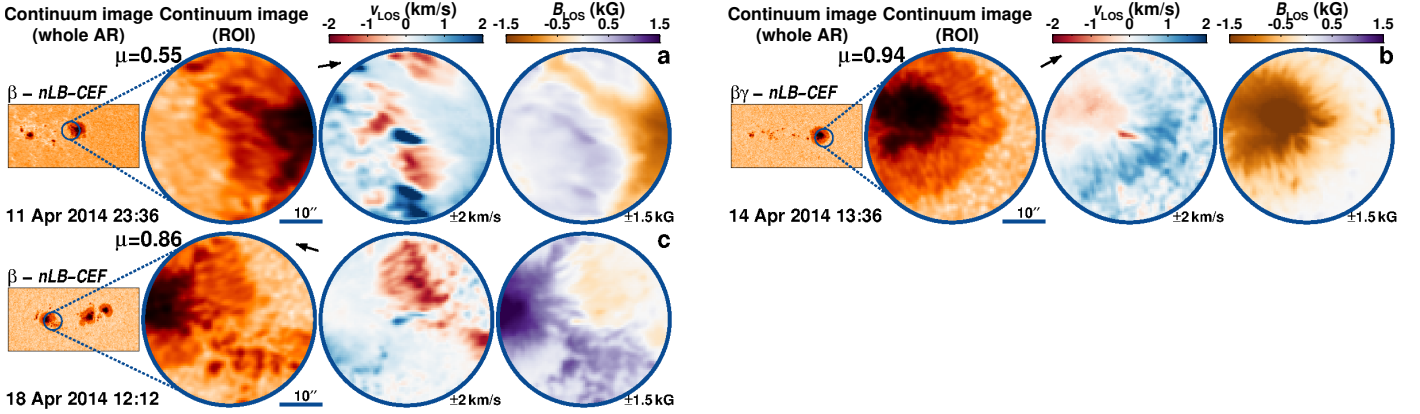 Continuum image Continuum image v_LOS (km/s) B_LOS (kG)
(whole AR) (ROI) -2 -1 0 1 2 -1.5 -0.5 0.5 1.5
μ=0.55 a
β – nLB–CEF
11 Apr 2014 23:36 10″ ±2 km/s ±1.5 kG
μ=0.86 c
β – nLB–CEF
18 Apr 2014 12:12 10″ ±2 km/s ±1.5 kG
Continuum image Continuum image v_LOS (km/s) B_LOS (kG)
(whole AR) (ROI) -2 -1 0 1 2 -1.5 -0.5 0.5 1.5
μ=0.94 b
βγ – nLB–CEF
14 Apr 2014 13:36 10″ ±2 km/s ±1.5 kG